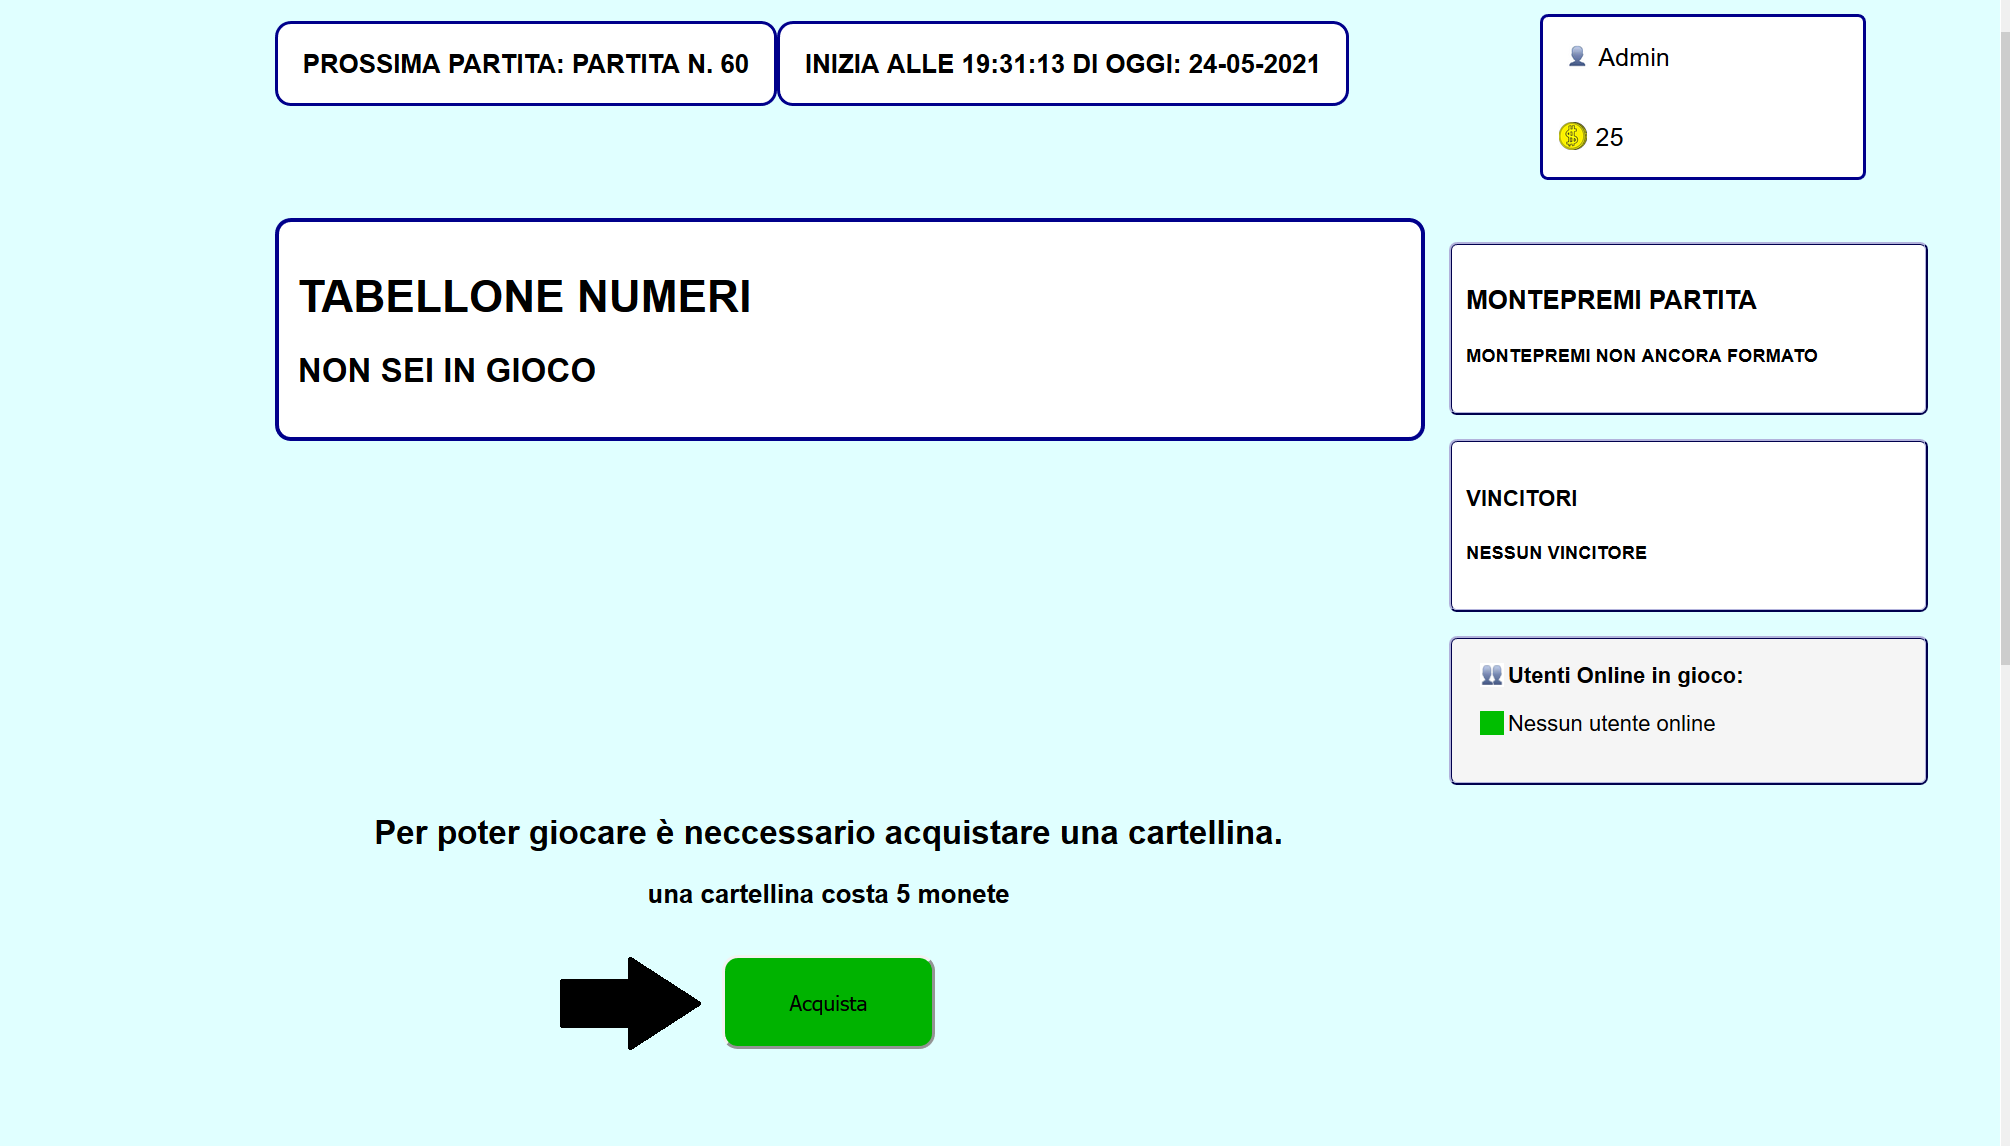 PROSSIMA PARTITA: PARTITA N. 60
INIZIA ALLE 19:31:13 DI OGGI: 24-05-2021
Admin
25
TABELLONE NUMERI
NON SEI IN GIOCO
MONTEPREMI PARTITA
MONTEPREMI NON ANCORA FORMATO
VINCITORI
NESSUN VINCITORE
Utenti Online in gioco:
Nessun utente online
Per poter giocare è neccessario acquistare una cartellina.
una cartellina costa 5 monete
Acquista